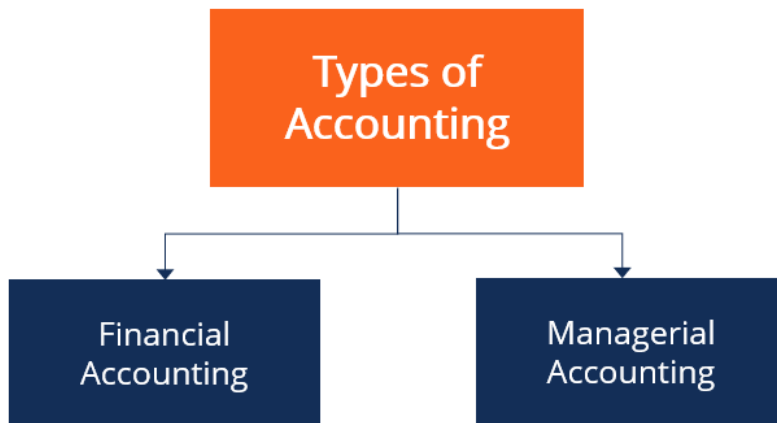 Types of
Accounting
Financial
Accounting
Managerial
Accounting